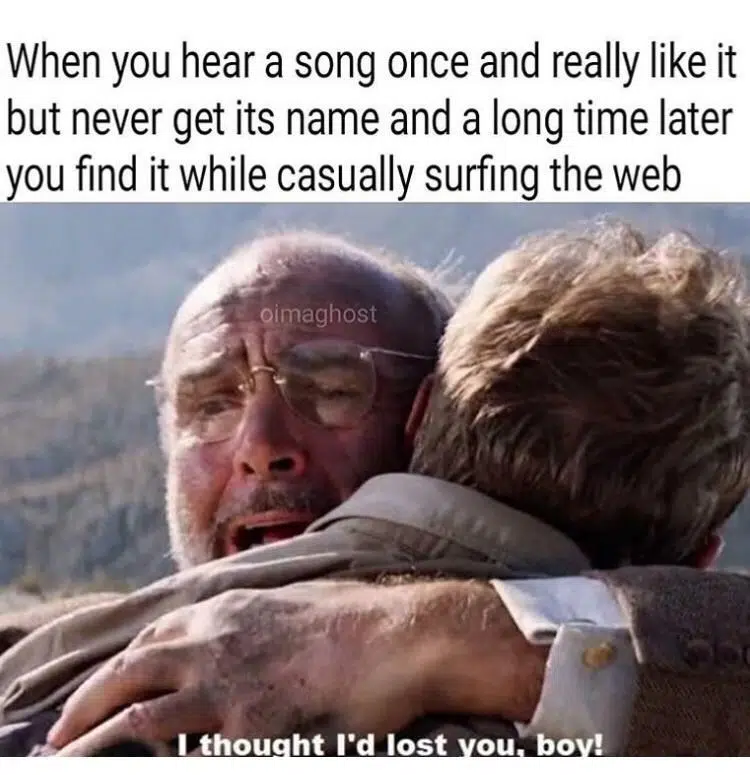 When you hear a song once and really like it
but never get its name and a long time later
you find it while casually surfing the web
oimaghost
I thought I'd lost you, boy!